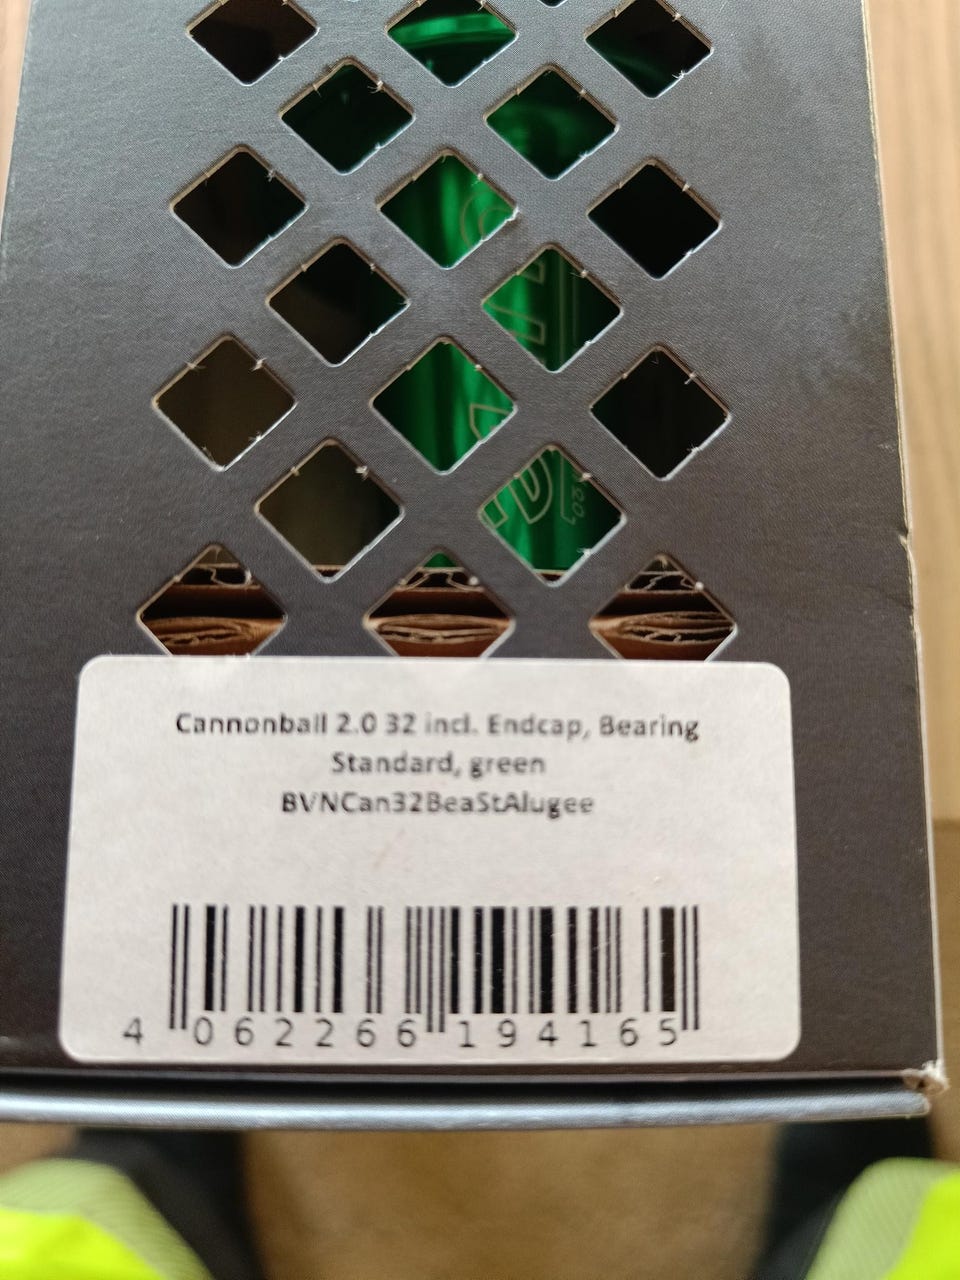 Cannonball 2.0 32 incl. Endcap, Bearing
Standard, green
BVNCan32BeaStAlugee
4 062266 194165